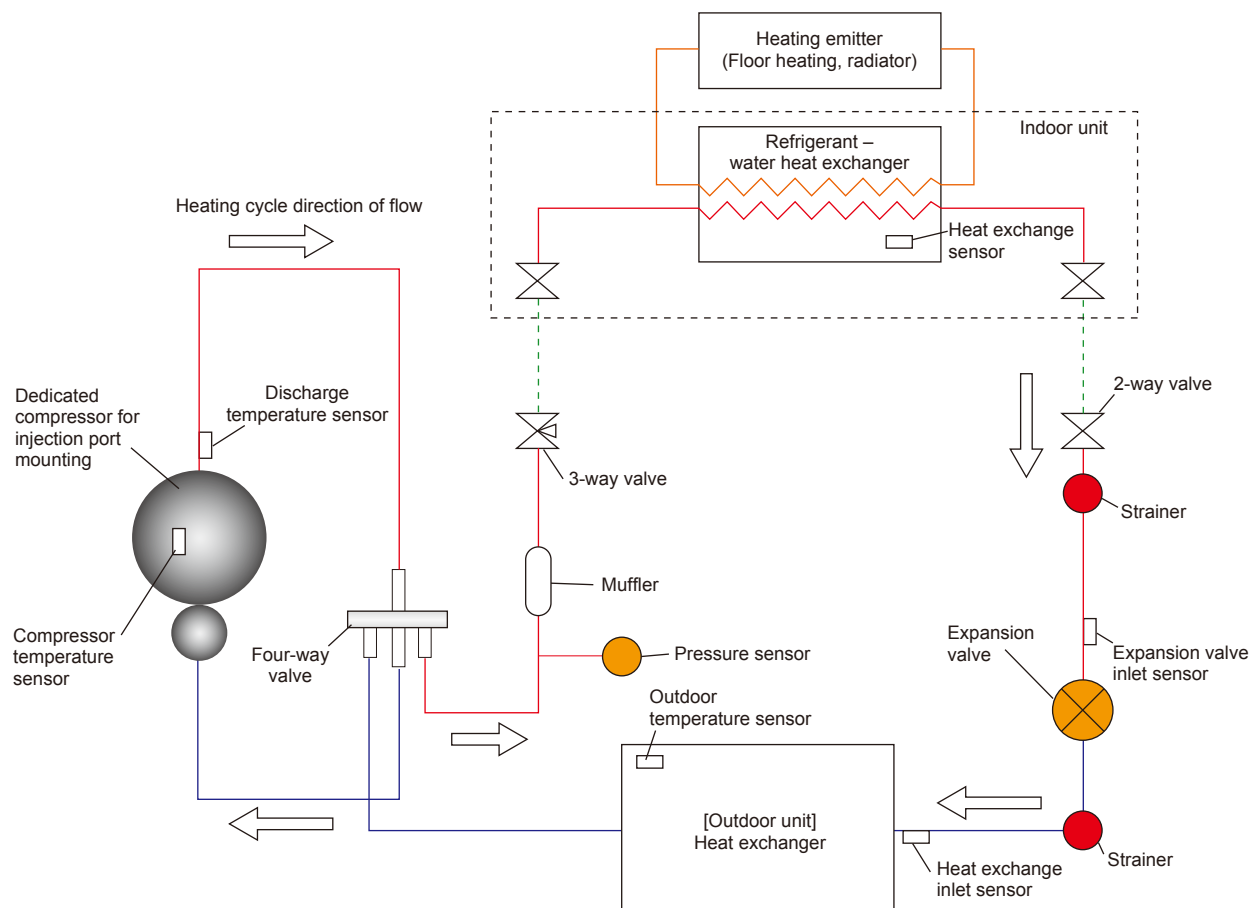 Heating emitter
(Floor heating, radiator)
Indoor unit
Refrigerant –
water heat exchanger
Heating cycle direction of flow
Heat exchange
sensor
Dedicated
compressor for
injection port
mounting
Discharge
temperature sensor
2-way valve
3-way valve
Strainer
Muffler
Compressor
temperature
sensor
Four-way
valve
Pressure sensor
Expansion
valve
Expansion valve
inlet sensor
Outdoor
temperature sensor
[Outdoor unit]
Heat exchanger
Heat exchange
inlet sensor
Strainer